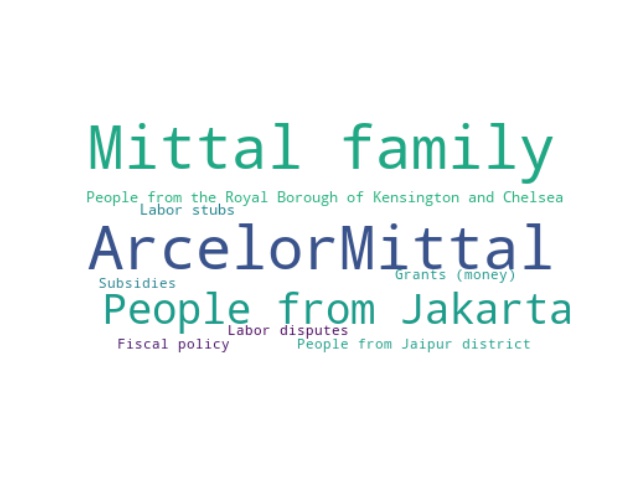 Mittal family
People from the Royal Borough of Kensington and Chelsea
Labor stubs
ArcelorMittal
Grants (money)
Subsidies
People from Jakarta
Labor disputes
Fiscal policy
People from Jaipur district